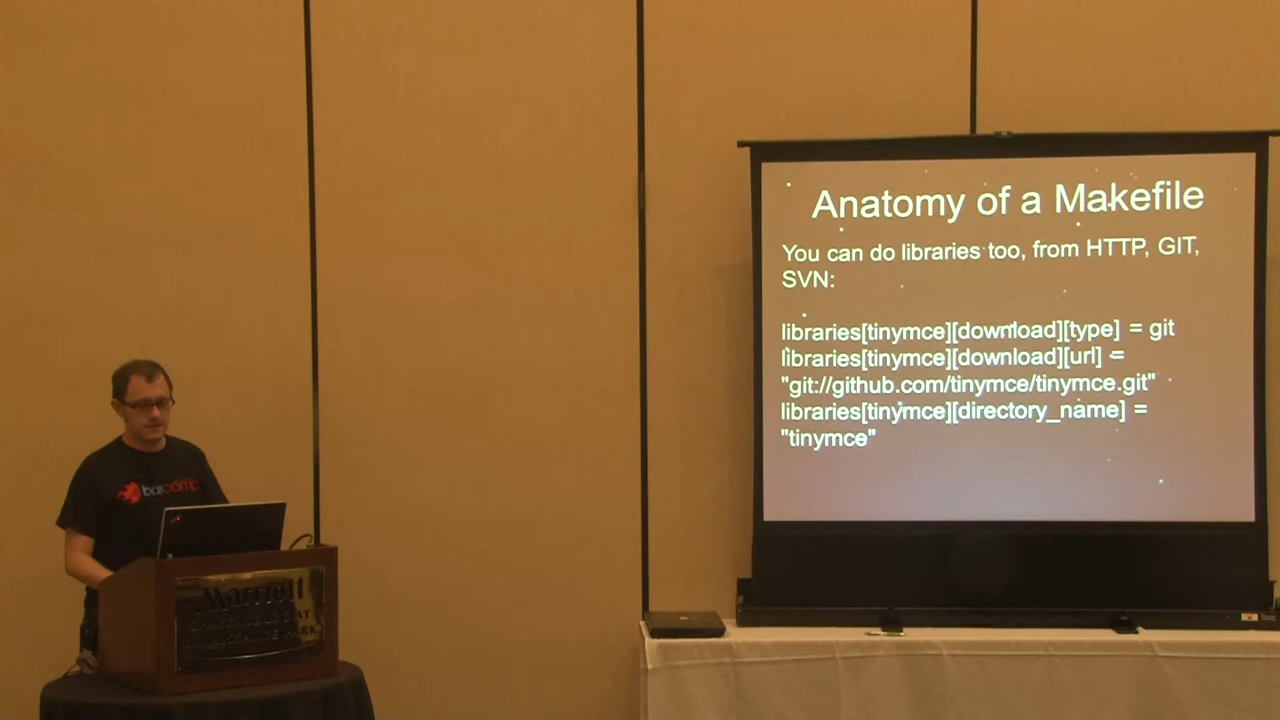 Anatomy of a Makefile
You can do libraries too, from HTTP, GIT,
SVN:
libraries[tinymce][download][type] = git
libraries[tinymce][download][url] =
"git://github.com/tinymce/tinymce.git"
libraries[tinymce][directory_name] =
"tinymce"
barcamp
Marriott